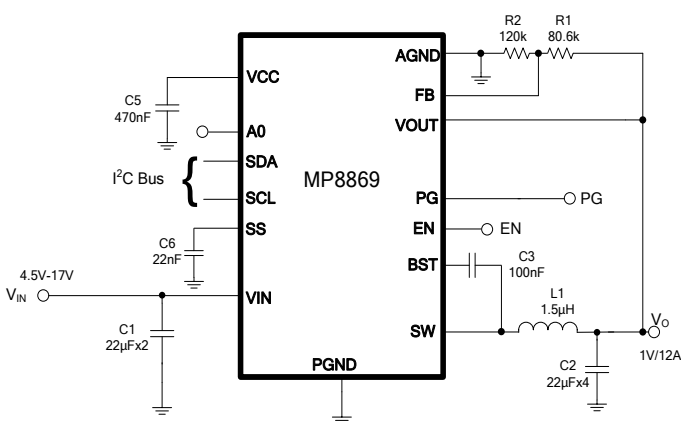 R2
120k
R1
80.6k
AGND
VCC
FB
C5
470nF
VOUT
A0
SDA
I²C Bus
{
MP8869
SCL
PG
PG
SS
EN
EN
C6
22nF
BST
C3
100nF
4.5V-17V
VIN
VIN
L1
1.5µH
C1
22µFx2
SW
VO
1V/12A
PGND
C2
22µFx4